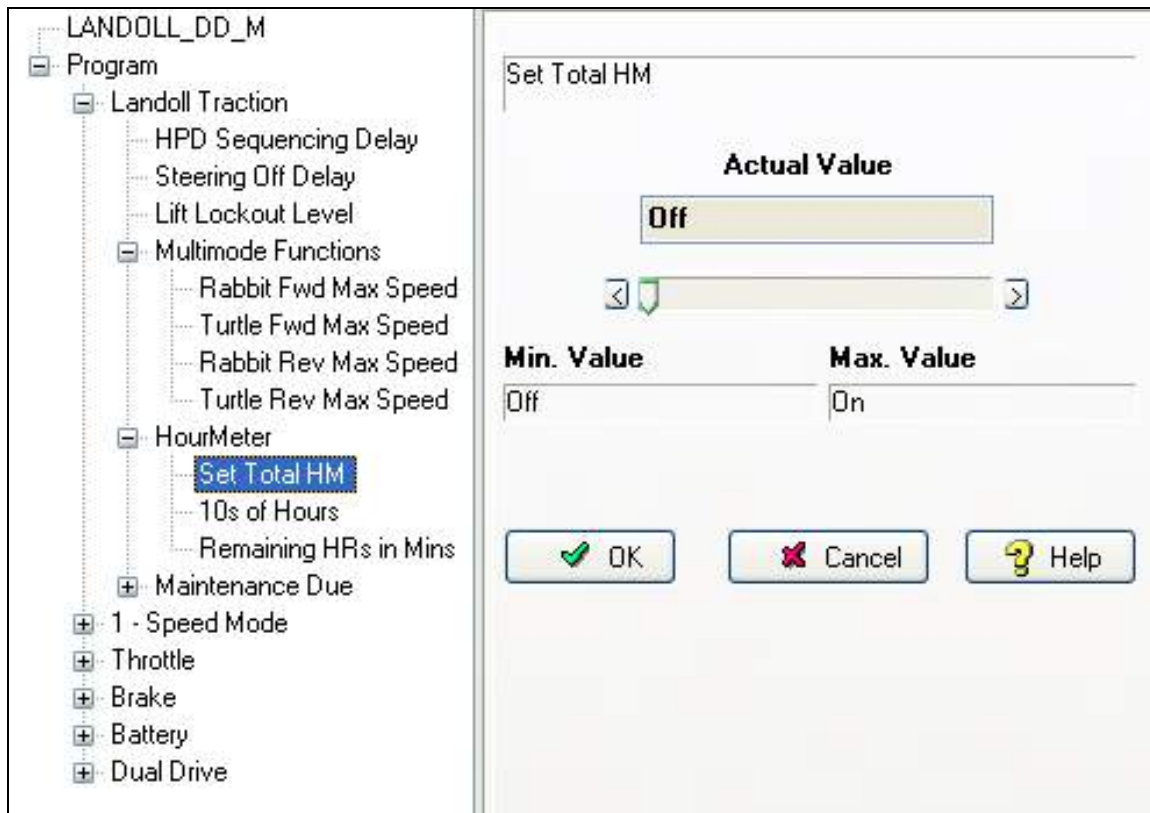 LANDOLL_DD_M
Program
Landoll Traction
HPD Sequencing Delay
Steering Off Delay
Lift Lockout Level
Multimode Functions
Rabbit Fwd Max Speed
Turtle Fwd Max Speed
Rabbit Rev Max Speed
Turtle Rev Max Speed
HourMeter
Set Total HM
10s of Hours
Remaining HRs in Mins
Maintenance Due
1 - Speed Mode
Throttle
Brake
Battery
Dual Drive
Set Total HM
Actual Value
Off
Min. Value Max. Value
Off On
OK Cancel Help